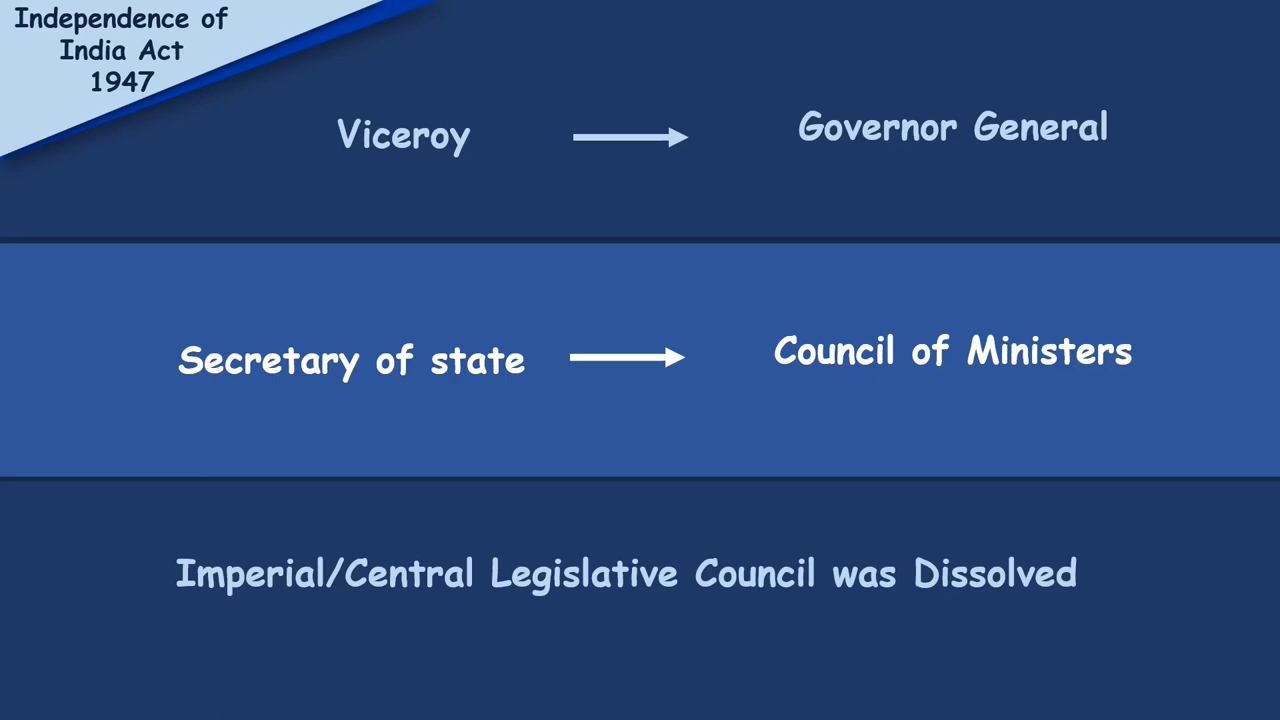 Independence of
India Act
1947
Viceroy
Governor General
Secretary of state
Council of Ministers
Imperial/Central Legislative Council was Dissolved